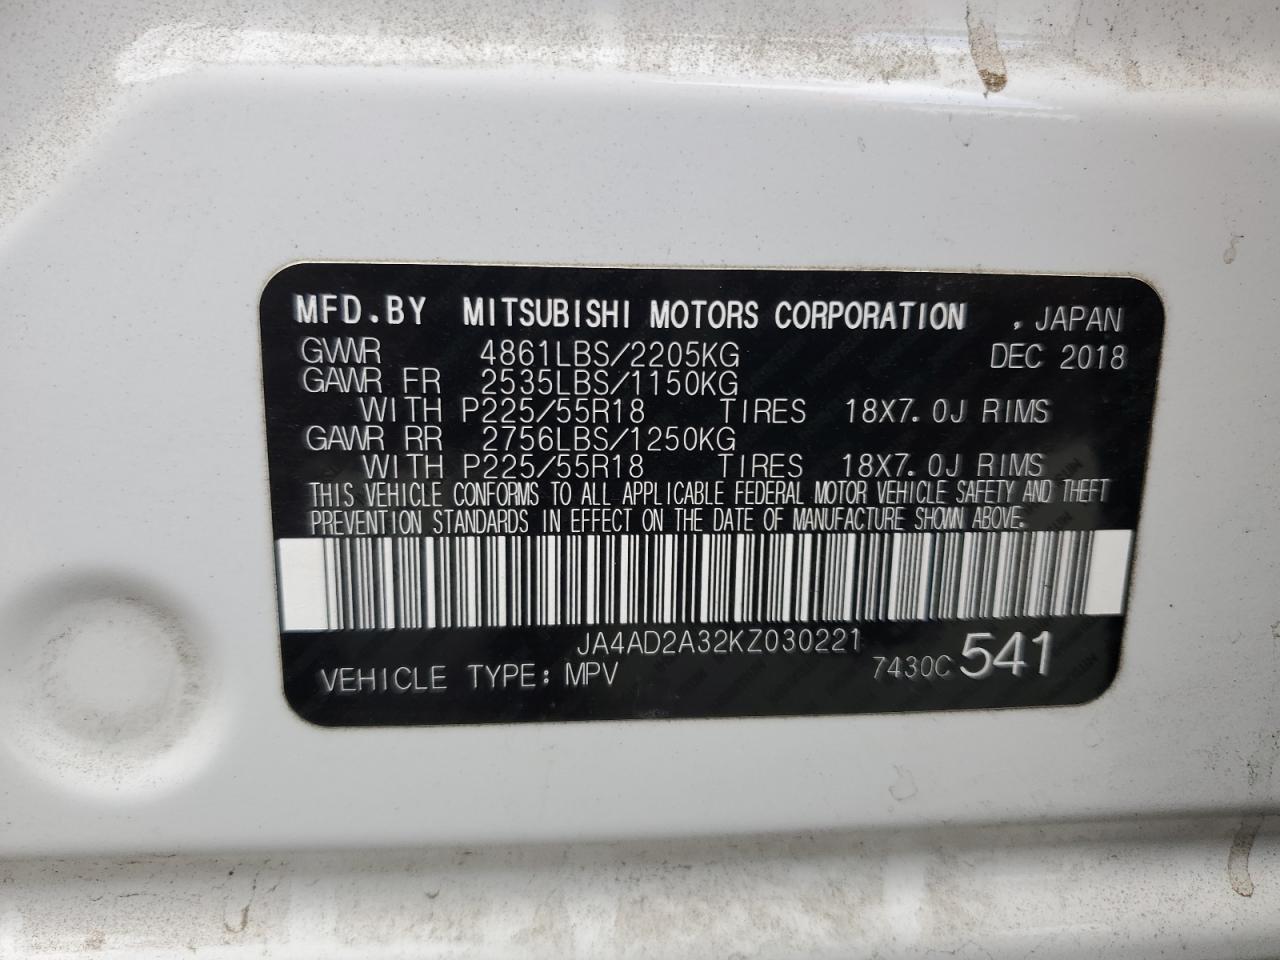 MFD.BY MITSUBISHI MOTORS CORPORATION , JAPAN
GVWR 4861LBS/2205KG DEC 2018
GAWR FR 2535LBS/1150KG
WITH P225/55R18 TIRES 18X7.0J RIMS
GAWR RR 2756LBS/1250KG
WITH P225/55R18 TIRES 18X7.0J RIMS
THIS VEHICLE CONFORMS TO ALL APPLICABLE FEDERAL MOTOR VEHICLE SAFETY AND THEFT
PREVENTION STANDARDS IN EFFECT ON THE DATE OF MANUFACTURE SHOWN ABOVE.
JA4AD2A32KZ030221
VEHICLE TYPE: MPV 7430C 541